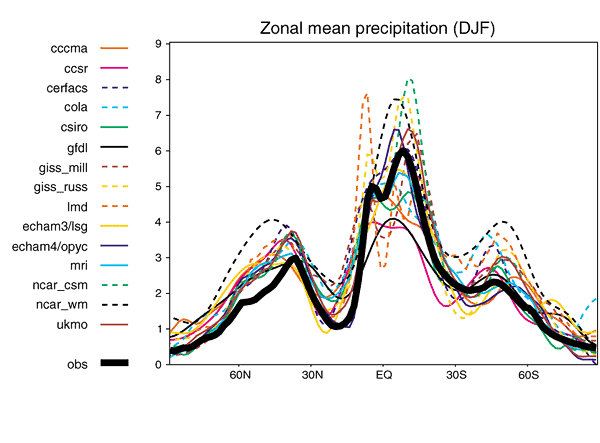 Zonal mean precipitation (DJF)
cccma
ccsr
cerfacs
cola
csiro
gfdl
giss_mill
giss_russ
lmd
echam3/lsg
echam4/opyc
mri
ncar_csm
ncar_wm
ukmo
obs
9
8
7
6
5
4
3
2
1
0
60N 30N EQ 30S 60S